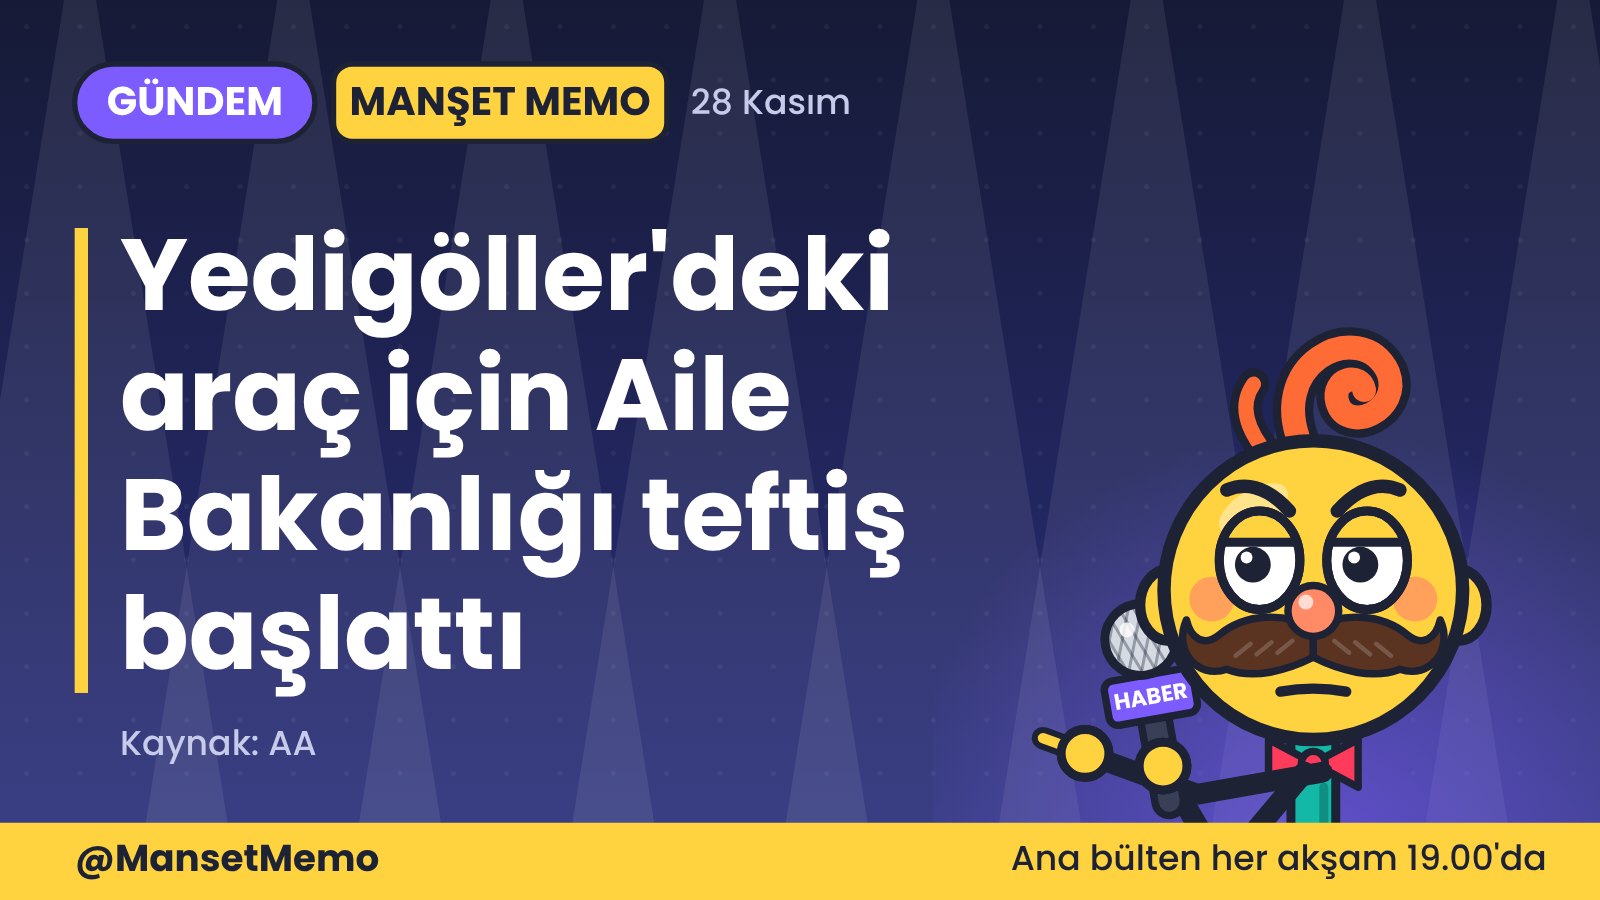 GÜNDEM MANŞET MEMO 28 Kasım
Yedigöller'deki
araç için Aile
Bakanlığı teftiş
başlattı
Kaynak: AA
HABER
@MansetMemo Ana bülten her akşam 19.00'da